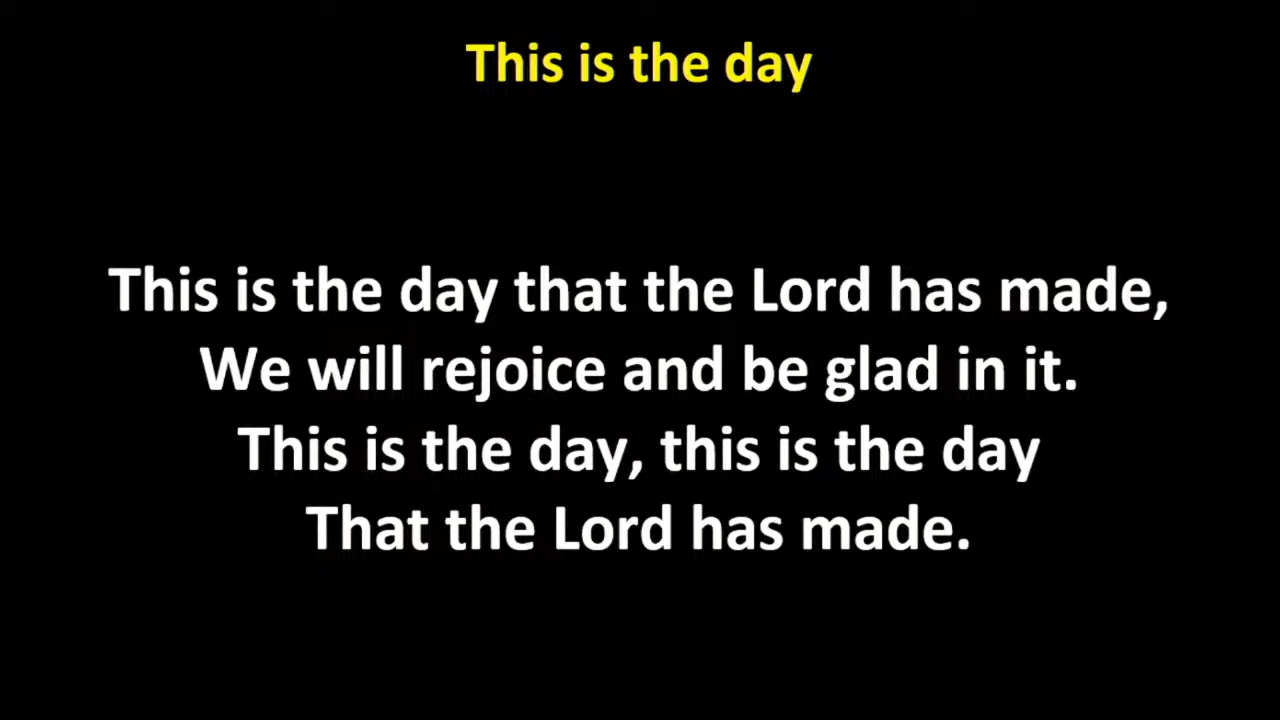 This is the day
This is the day that the Lord has made,
We will rejoice and be glad in it.
This is the day, this is the day
That the Lord has made.